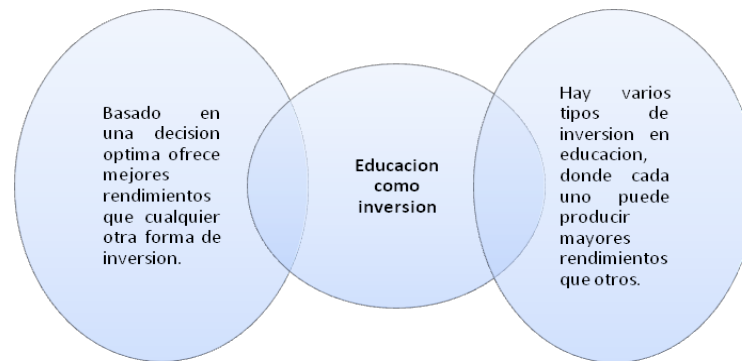 Basado en
una decision
optima ofrece
mejores
rendimientos
que cualquier
otra forma de
inversion.
Educacion
como
inversion
Hay varios
tipos de
inversion en
educacion,
donde cada
uno puede
producir
mayores
rendimientos
que otros.